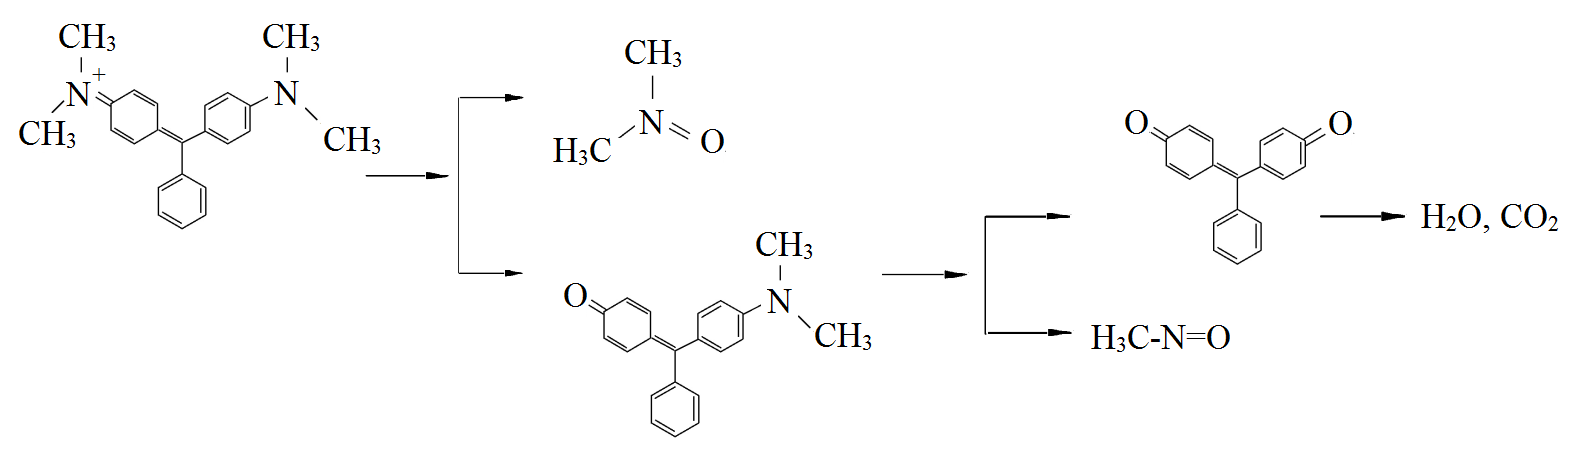 CH3 CH3
N+ N
CH3 CH3
CH3
N
H3C O
CH3
O N
CH3
O O
H2O, CO2
H3C-N=O